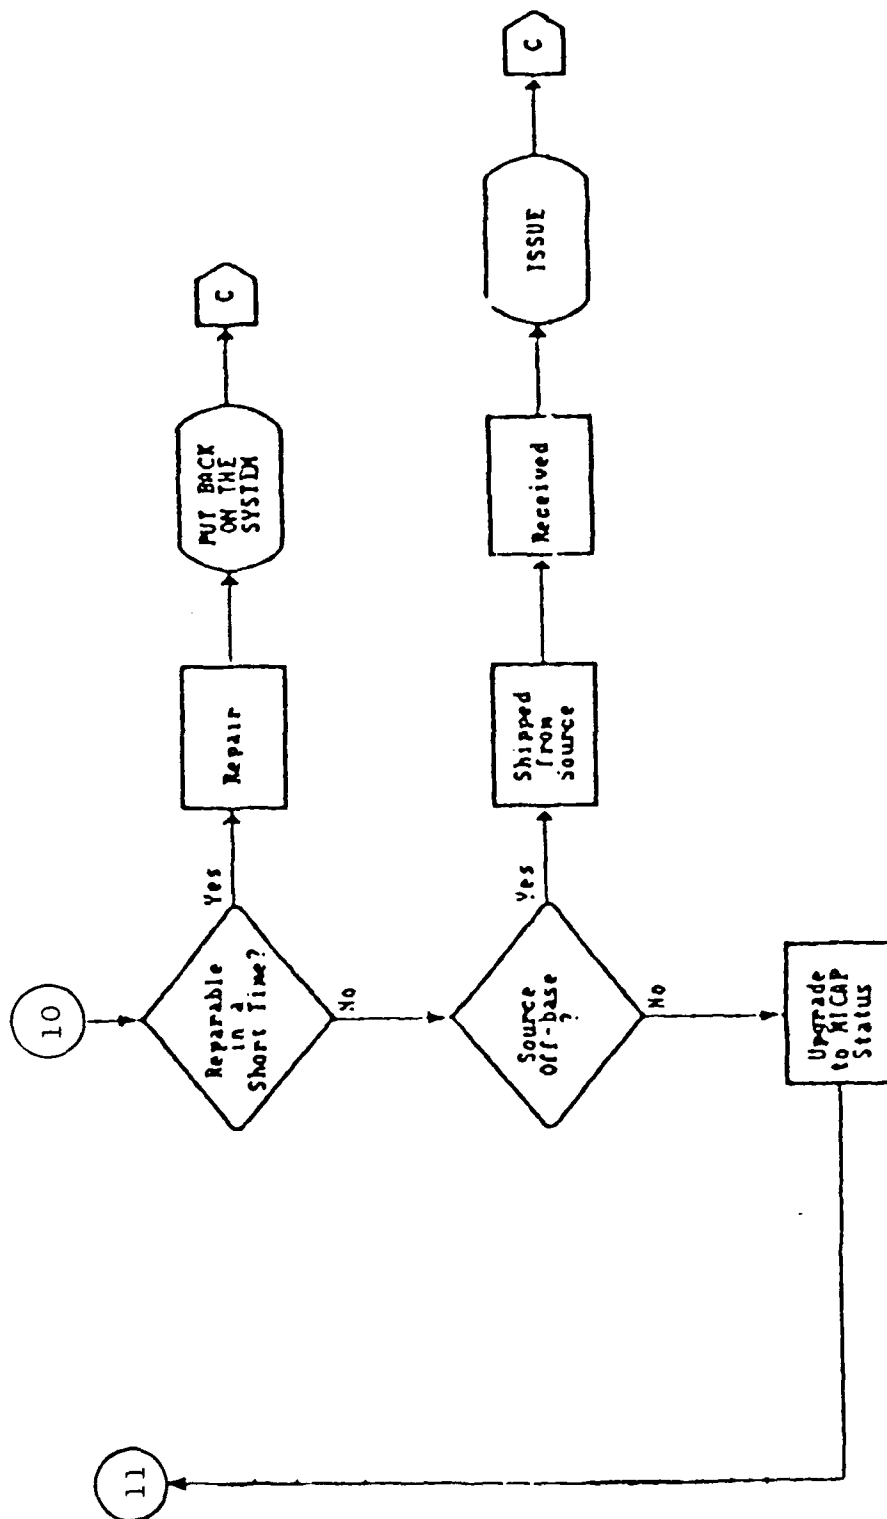 10
Reparable
in a
Short Time?
Yes
Repair
PUT BACK
ON THE
SYSTEM
C
No
Source
Off-base
?
Yes
Shipped
from
source
Received
ISSUE
C
No
Upgrade
to MICAP
Status
11